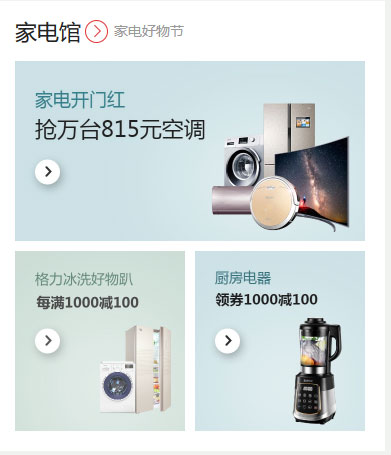 家电馆
家电好物节
家电开门红
抢万台815元空调
格力冰洗好物趴
每满1000减100
厨房电器
领券1000减100